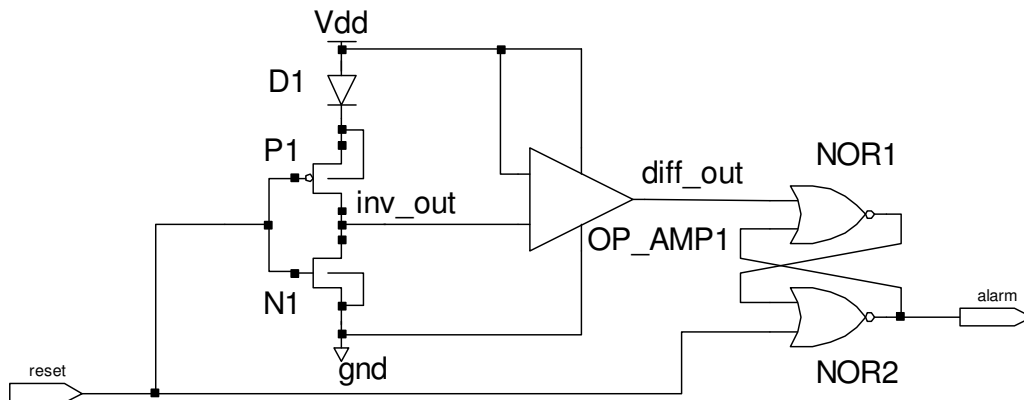 Vdd
D1
P1
inv_out
N1
gnd
diff_out
OP_AMP1
NOR1
NOR2
alarm
reset